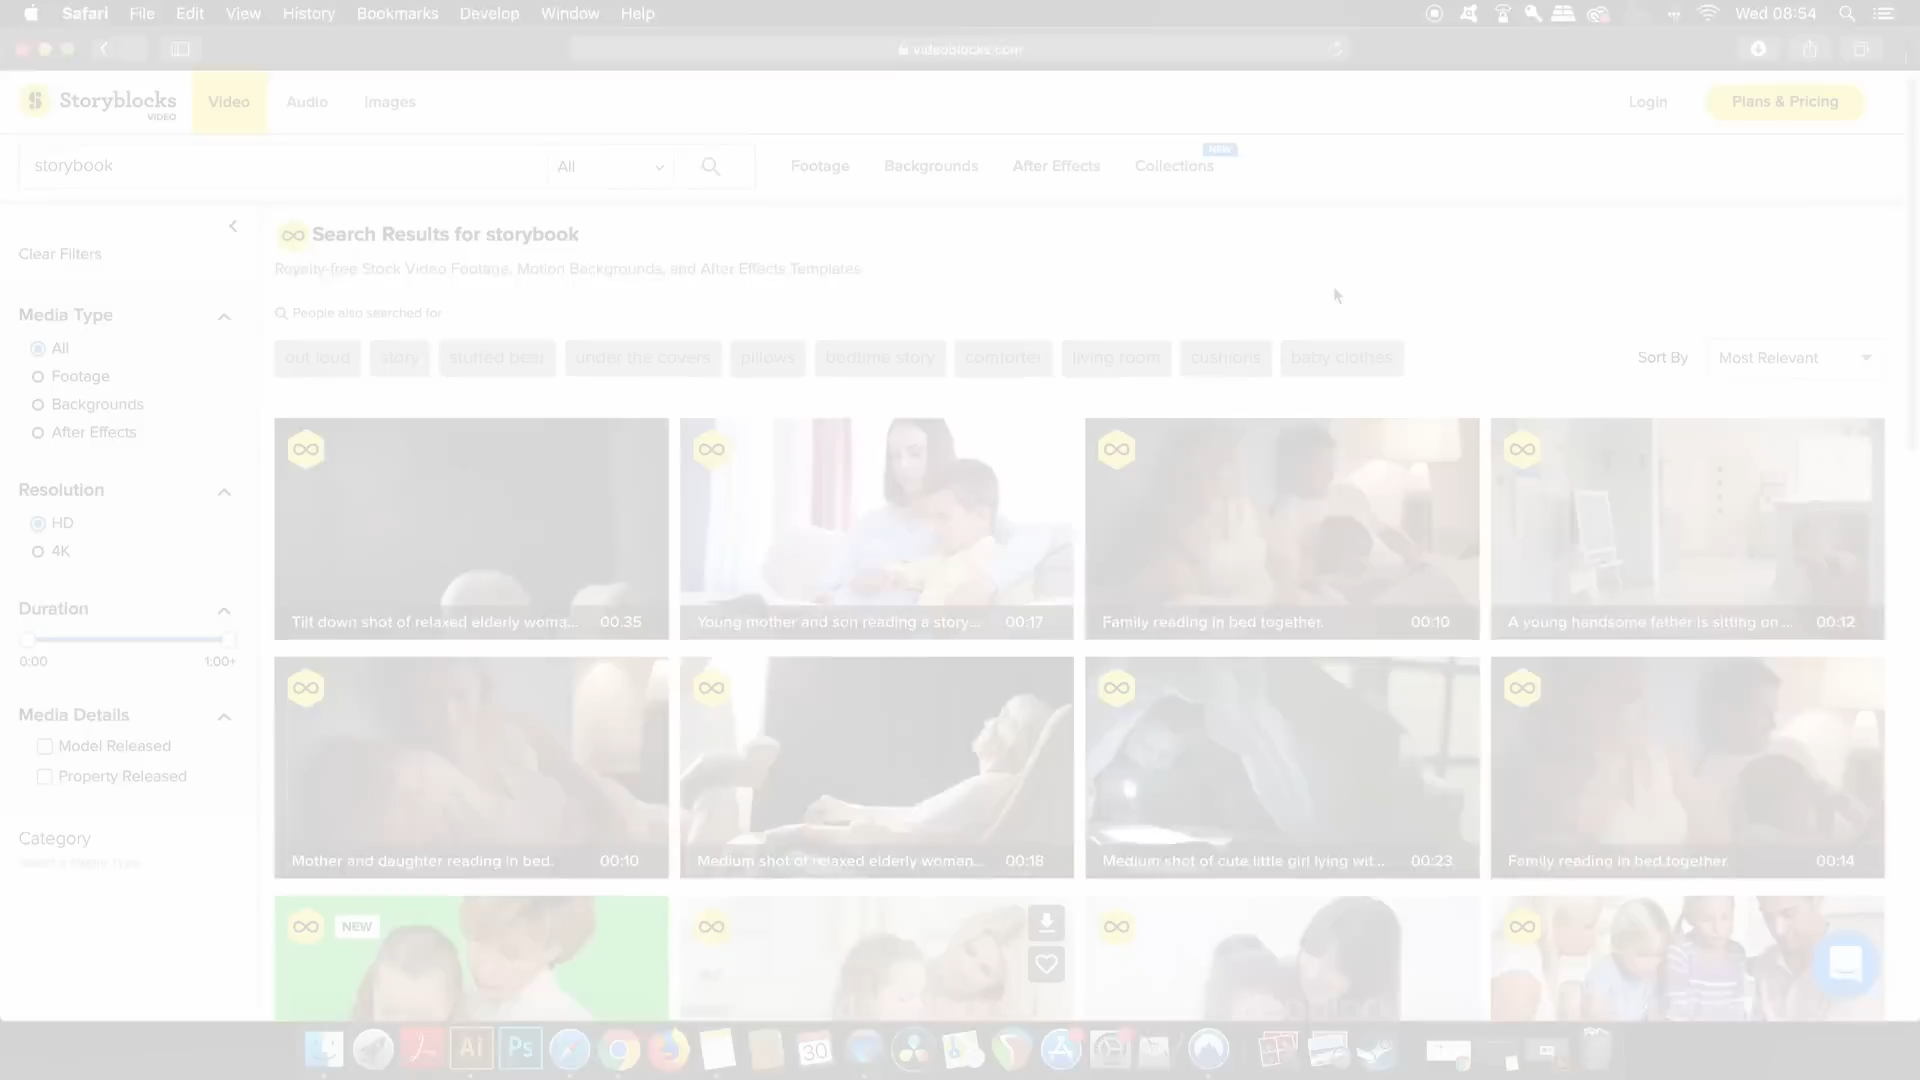 Safari File Edit View History Bookmarks Develop Window Help Wed 08:54
videoblocks.com
Storyblocks Video Audio Images Login Plans & Pricing
VIDEO
NEW
storybook All Footage Backgrounds After Effects Collections
Search Results for storybook
Clear Filters
Royalty-free Stock Video Footage, Motion Backgrounds, and After Effects Templates
Media Type
People also searched for
All
Footage
Backgrounds
After Effects
out loud story stuffed bear under the covers pillows bedtime story comforter living room cushions baby clothes Sort By Most Relevant
Resolution
HD
4K
Duration
0:00 1:00+
Tilt down shot of relaxed elderly woma... 00:35
Young mother and son reading a story... 00:17
Family reading in bed together. 00:10
A young handsome father is sitting on ... 00:12
Media Details
Model Released
Property Released
Category
Mother and daughter reading in bed. 00:10
Medium shot of relaxed elderly woman... 00:18
Medium shot of cute little girl lying wit... 00:23
Family reading in bed together. 00:14
NEW
Ai Ps 30